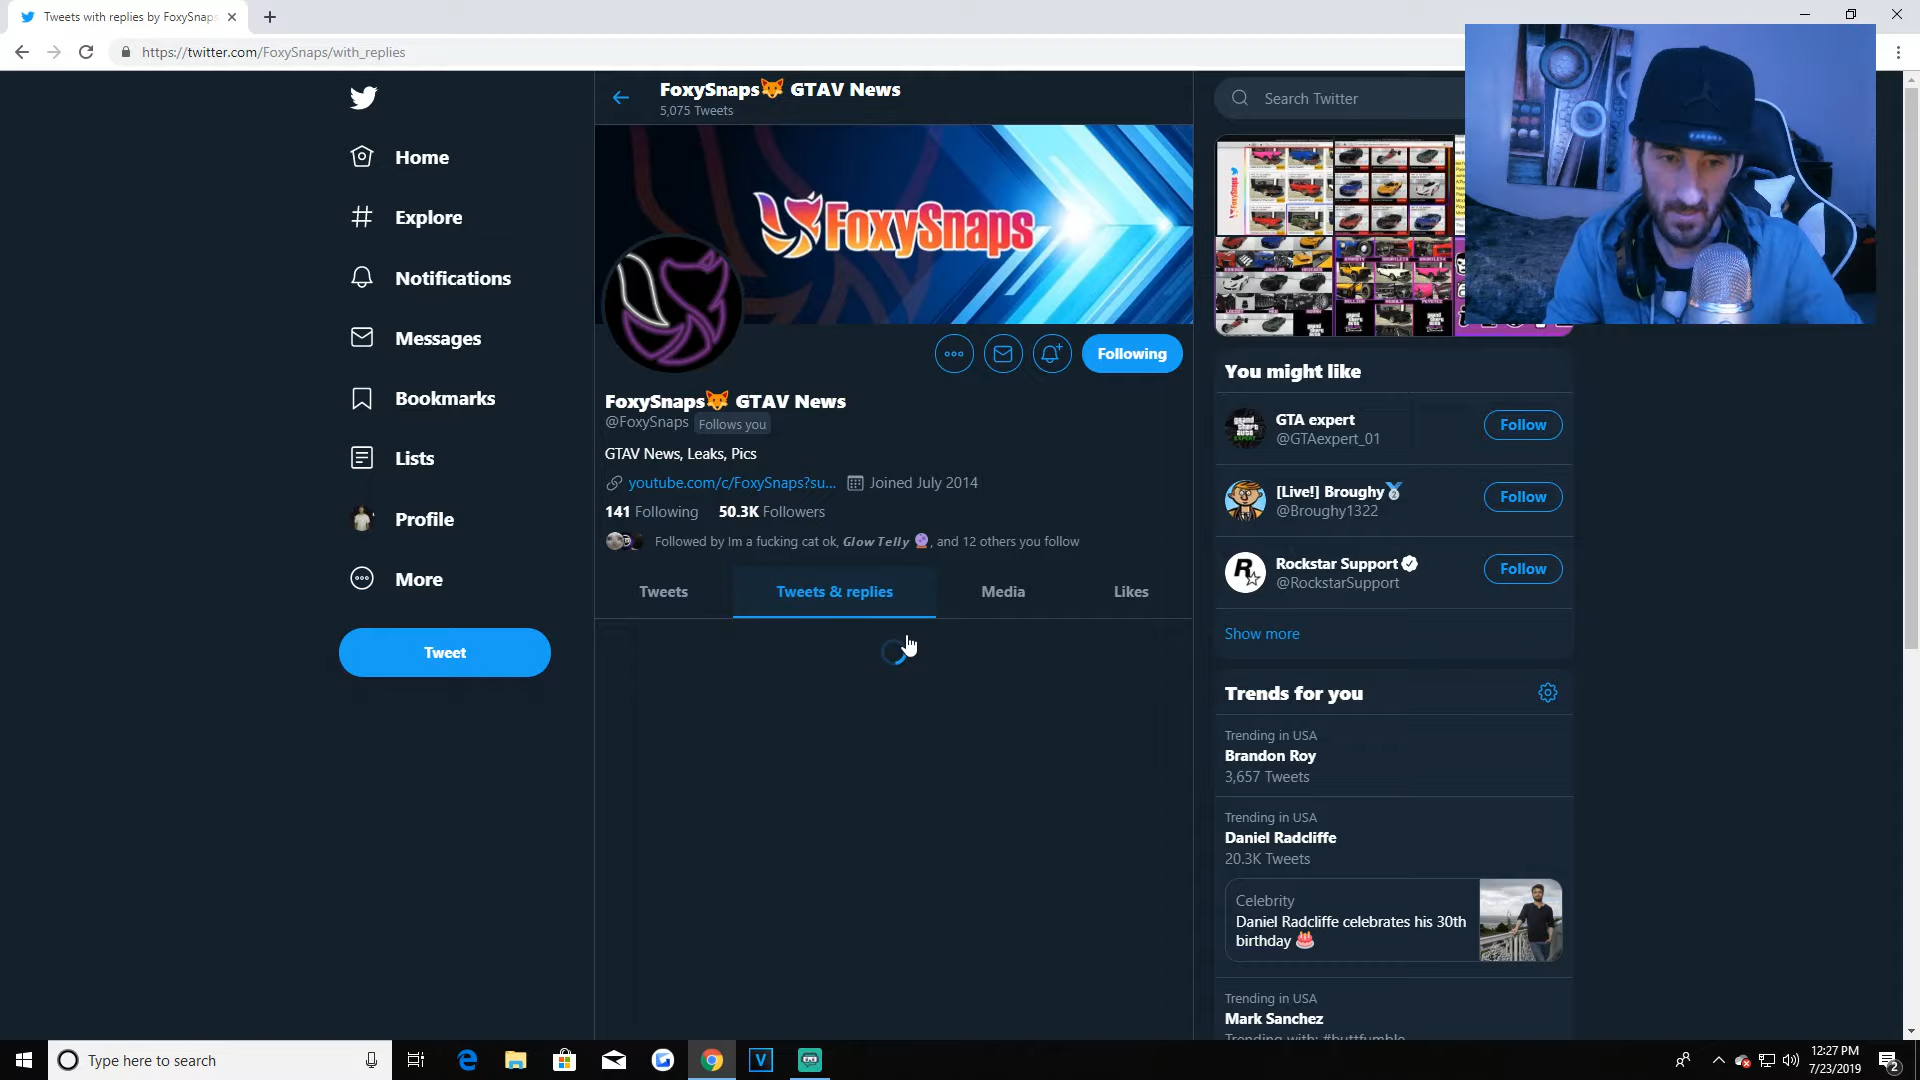 Tweets with replies by FoxySnaps
https://twitter.com/FoxySnaps/with_replies
Home
Explore
Notifications
Messages
Bookmarks
Lists
Profile
More
Tweet
FoxySnaps🦊 GTAV News
5,075 Tweets
FoxySnaps
Following
FoxySnaps🦊 GTAV News
@FoxySnaps Follows you
GTAV News, Leaks, Pics
youtube.com/c/FoxySnaps?su... Joined July 2014
141 Following 50.3K Followers
Followed by Im a fucking cat ok, Glow Telly 🔮, and 12 others you follow
Tweets Tweets & replies Media Likes
Search Twitter
You might like
GTA expert
@GTAexpert_01
Follow
[Live!] Broughy🥈
@Broughy1322
Follow
Rockstar Support
@RockstarSupport
Follow
Show more
Trends for you
Trending in USA
Brandon Roy
3,657 Tweets
Trending in USA
Daniel Radcliffe
20.3K Tweets
Celebrity
Daniel Radcliffe celebrates his 30th
birthday 🎂
Trending in USA
Mark Sanchez
Trending with: #buttfumble
Type here to search
12:27 PM
7/23/2019
2